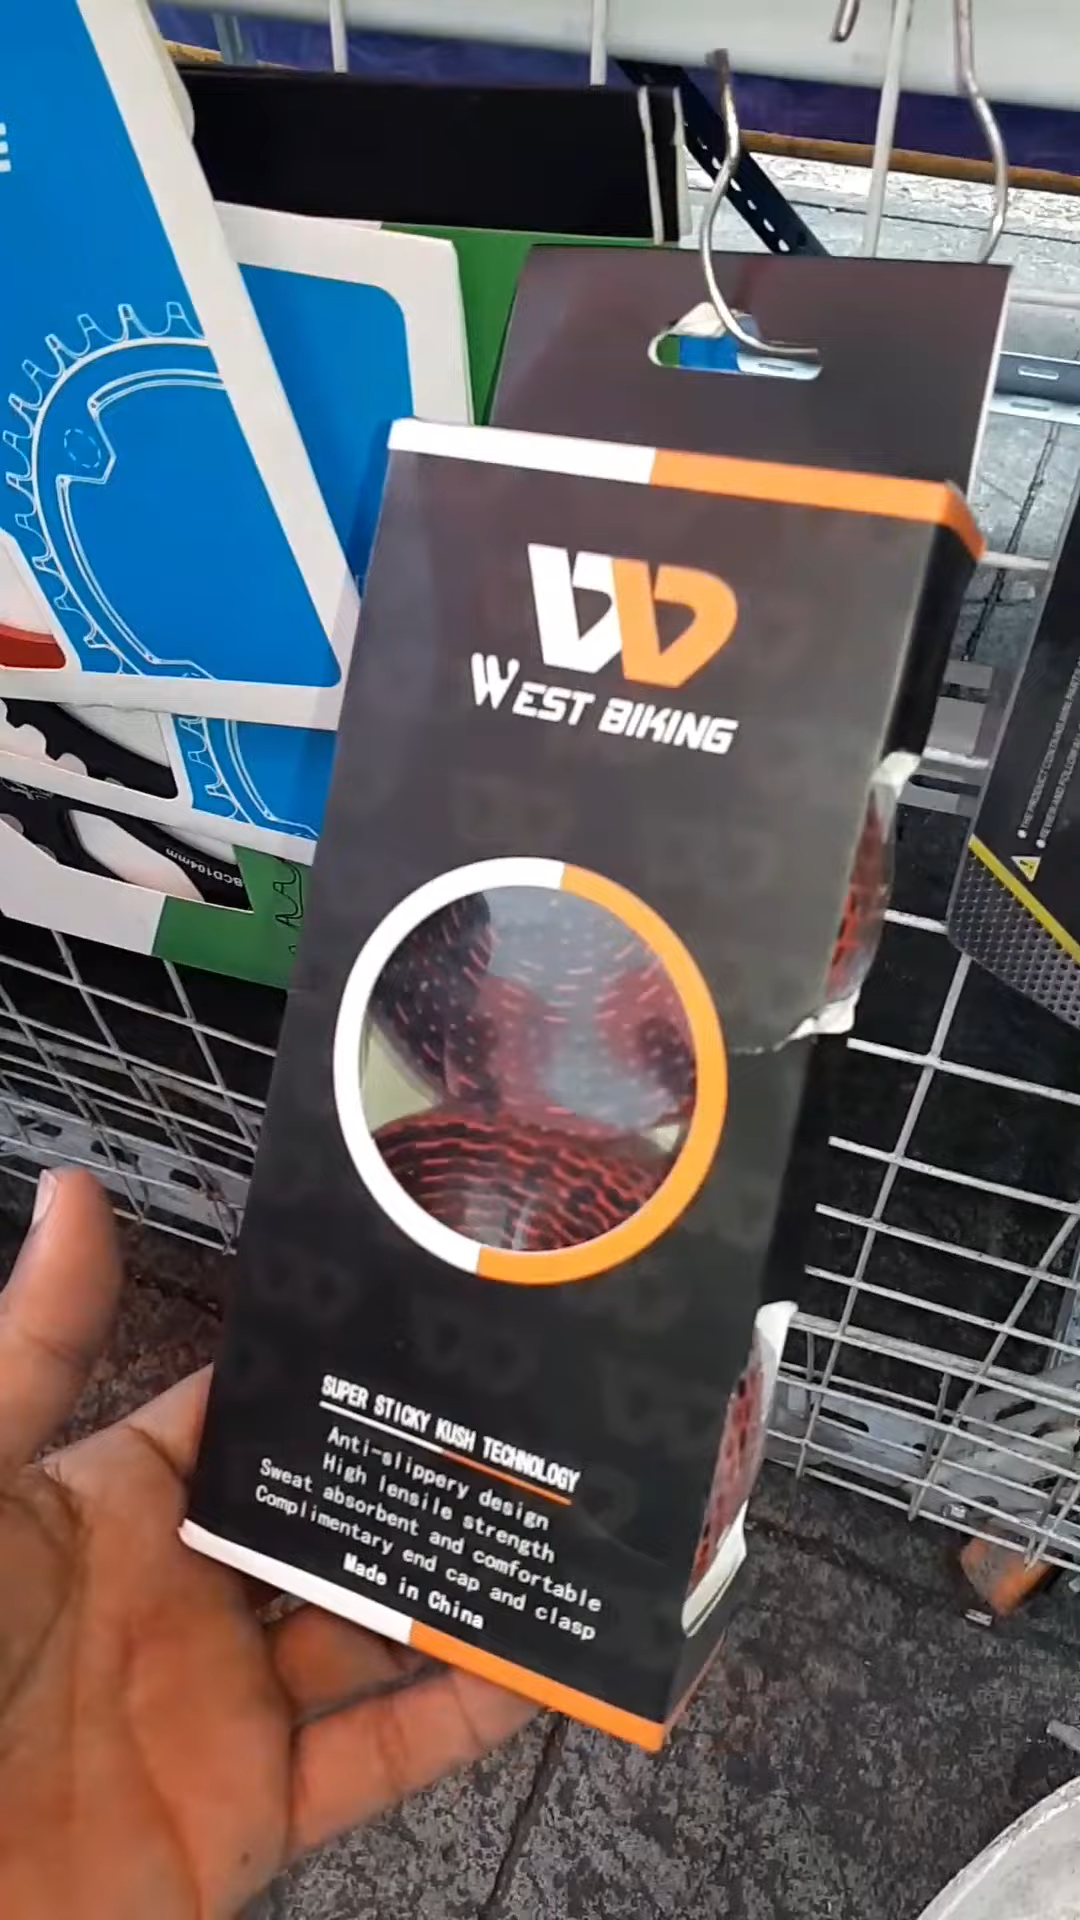 WEST BIKING
SUPER STICKY KUSH TECHNOLOGY
Anti-slippery design
High lensile strength
Sweat absorbent and comfortable
Complimentary end cap and clasp
Made in China
BCD104mm